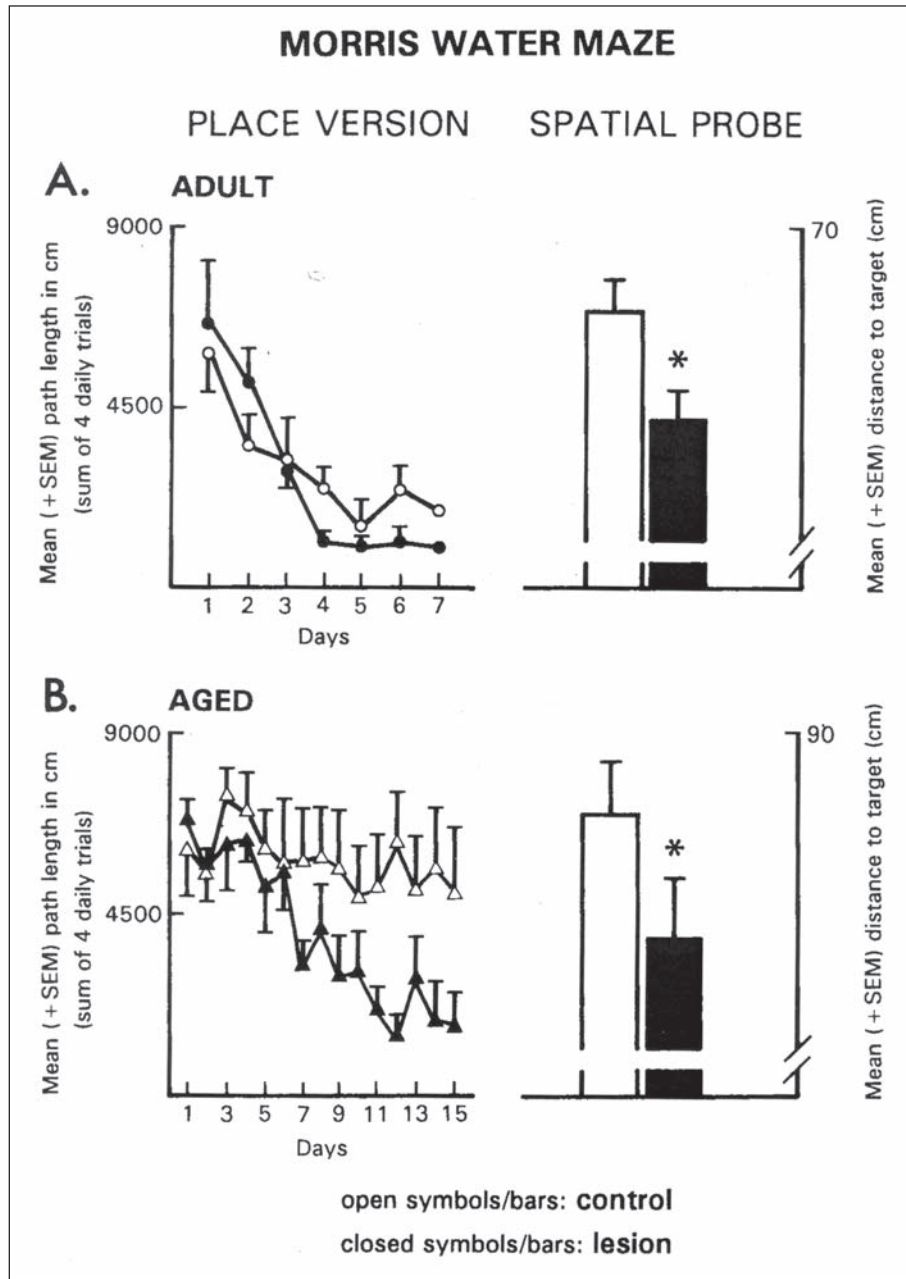 MORRIS WATER MAZE
PLACE VERSION
SPATIAL PROBE
A.
ADULT
Mean (+SEM) path length in cm
(sum of 4 daily trials)
9000
4500
1 2 3 4 5 6 7
Days
70
Mean (+SEM) distance to target (cm)
*
B.
AGED
Mean (+SEM) path length in cm
(sum of 4 daily trials)
9000
4500
1 3 5 7 9 11 13 15
Days
90
Mean (+SEM) distance to target (cm)
*
open symbols/bars: control
closed symbols/bars: lesion